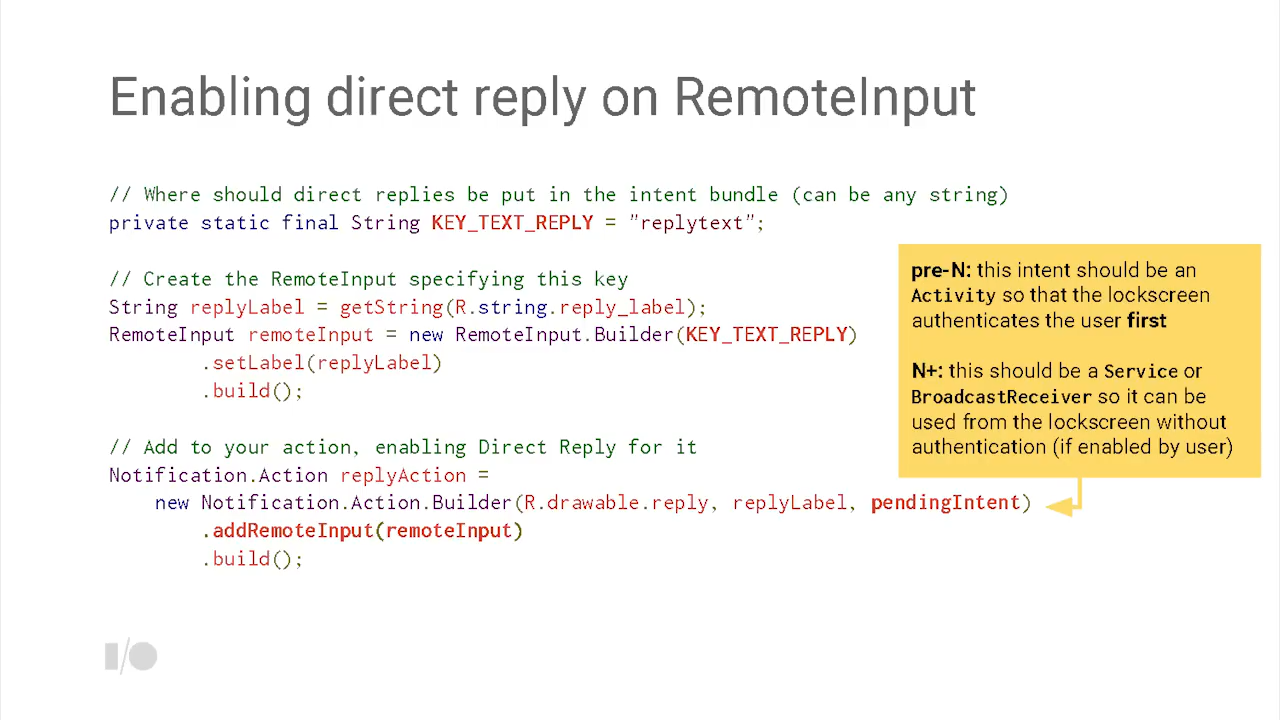 Enabling direct reply on RemoteInput
// Where should direct replies be put in the intent bundle (can be any string)
private static final String KEY_TEXT_REPLY = "replytext";
// Create the RemoteInput specifying this key
String replyLabel = getString(R.string.reply_label);
RemoteInput remoteInput = new RemoteInput.Builder(KEY_TEXT_REPLY)
.setLabel(replyLabel)
.build();
// Add to your action, enabling Direct Reply for it
Notification.Action replyAction =
new Notification.Action.Builder(R.drawable.reply, replyLabel, pendingIntent)
.addRemoteInput(remoteInput)
.build();
pre-N: this intent should be an
Activity so that the lockscreen
authenticates the user first
N+: this should be a Service or
BroadcastReceiver so it can be
used from the lockscreen without
authentication (if enabled by user)
I/O